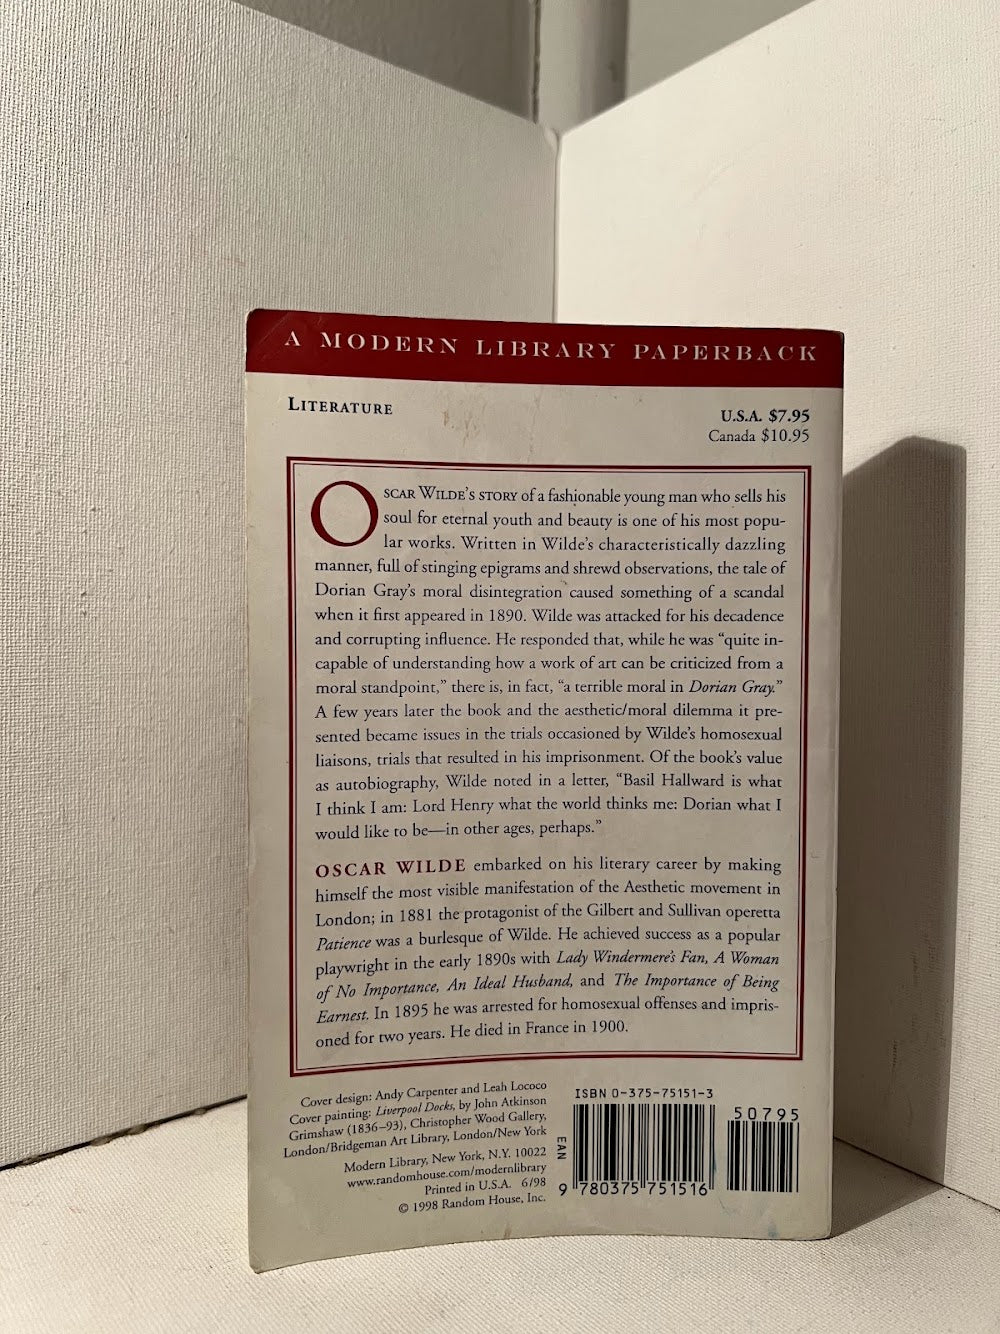 A MODERN LIBRARY PAPERBACK
LITERATURE
U.S.A. $7.95
Canada $10.95
OSCAR WILDE'S STORY of a fashionable young man who sells his
soul for eternal youth and beauty is one of his most popu-
lar works. Written in Wilde's characteristically dazzling
manner, full of stinging epigrams and shrewd observations, the tale of
Dorian Gray's moral disintegration caused something of a scandal
when it first appeared in 1890. Wilde was attacked for his decadence
and corrupting influence. He responded that, while he was “quite in-
capable of understanding how a work of art can be criticized from a
moral standpoint,” there is, in fact, “a terrible moral in Dorian Gray.”
A few years later the book and the aesthetic/moral dilemma it pre-
sented became issues in the trials occasioned by Wilde's homosexual
liaisons, trials that resulted in his imprisonment. Of the book's value
as autobiography, Wilde noted in a letter, “Basil Hallward is what
I think I am: Lord Henry what the world thinks me: Dorian what I
would like to be—in other ages, perhaps.”
OSCAR WILDE embarked on his literary career by making
himself the most visible manifestation of the Aesthetic movement in
London; in 1881 the protagonist of the Gilbert and Sullivan operetta
Patience was a burlesque of Wilde. He achieved success as a popular
playwright in the early 1890s with Lady Windermere's Fan, A Woman
of No Importance, An Ideal Husband, and The Importance of Being
Earnest. In 1895 he was arrested for homosexual offenses and impris-
oned for two years. He died in France in 1900.
Cover design: Andy Carpenter and Leah Lococo
Cover painting: Liverpool Docks, by John Atkinson
Grimshaw (1836–93), Christopher Wood Gallery,
London/Bridgeman Art Library, London/New York
Modern Library, New York, N.Y. 10022
www.randomhouse.com/modernlibrary
Printed in U.S.A. 6/98
© 1998 Random House, Inc.
ISBN 0-375-75151-3
50795
EAN
9 780375 751516